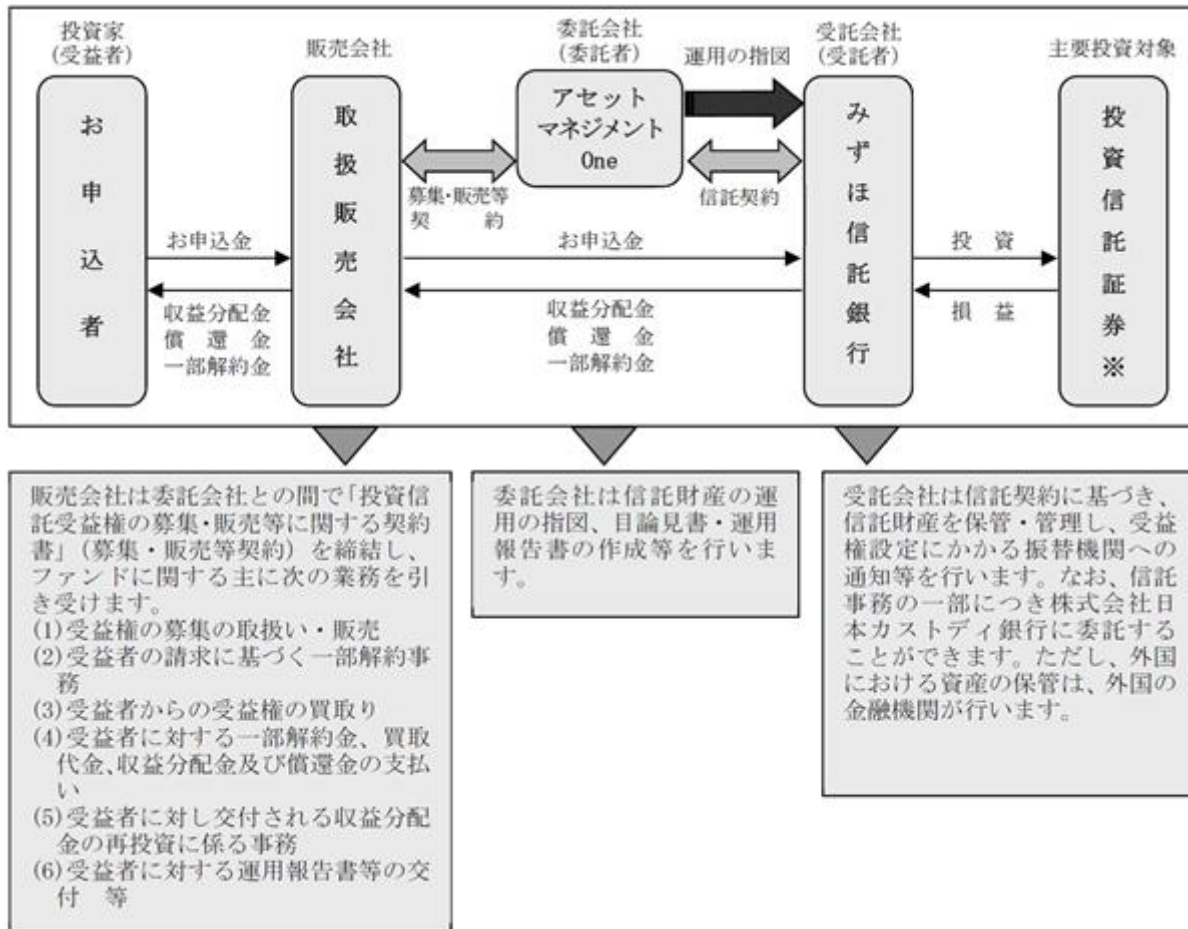 投資家
(受益者)
販売会社
委託会社
(委託者)
運用の指図
受託会社
(受託者)
主要投資対象
お申込者
取扱販売会社
アセット
マネジメント
One
みずほ信託銀行
投資信託証券※
募集・販売等
契　約
信託契約
お申込金
収益分配金
償　還　金
一部解約金
お申込金
収益分配金
償　還　金
一部解約金
投　資
損　益
販売会社は委託会社との間で「投資信
託受益権の募集・販売等に関する契約
書」（募集・販売等契約）を締結し、
ファンドに関する主に次の業務を引
き受けます。
(1)受益権の募集の取扱い・販売
(2)受益者の請求に基づく一部解約事
務
(3)受益者からの受益権の買取り
(4)受益者に対する一部解約金、買取
代金、収益分配金及び償還金の支払
い
(5)受益者に対し交付される収益分配
金の再投資に係る事務
(6)受益者に対する運用報告書等の交
付　等
委託会社は信託財産の運
用の指図、目論見書・運用
報告書の作成等を行いま
す。
受託会社は信託契約に基づき、
信託財産を保管・管理し、受益
権設定にかかる振替機関への
通知等を行います。なお、信託
事務の一部につき株式会社日
本カストディ銀行に委託する
ことができます。ただし、外国
における資産の保管は、外国の
金融機関が行います。